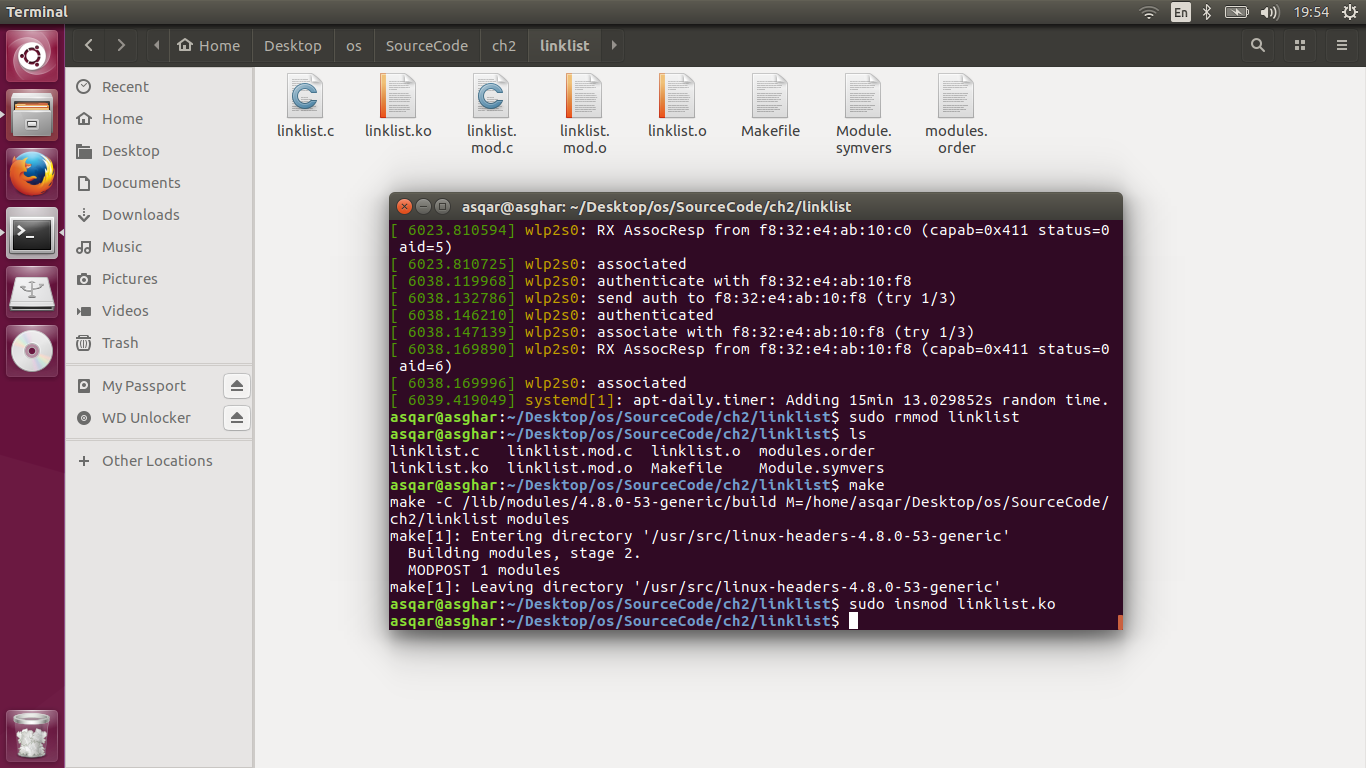 Terminal
En
19:54
Home
Desktop
os
SourceCode
ch2
linklist
Recent
Home
Desktop
Documents
Downloads
Music
Pictures
Videos
Trash
My Passport
WD Unlocker
Other Locations
linklist.c
linklist.ko
linklist.
mod.c
linklist.
mod.o
linklist.o
Makefile
Module.
symvers
modules.
order
asqar@asghar: ~/Desktop/os/SourceCode/ch2/linklist
[ 6023.810594] wlp2s0: RX AssocResp from f8:32:e4:ab:10:c0 (capab=0x411 status=0
aid=5)
[ 6023.810725] wlp2s0: associated
[ 6038.119968] wlp2s0: authenticate with f8:32:e4:ab:10:f8
[ 6038.132786] wlp2s0: send auth to f8:32:e4:ab:10:f8 (try 1/3)
[ 6038.146210] wlp2s0: authenticated
[ 6038.147139] wlp2s0: associate with f8:32:e4:ab:10:f8 (try 1/3)
[ 6038.169890] wlp2s0: RX AssocResp from f8:32:e4:ab:10:f8 (capab=0x411 status=0
aid=6)
[ 6038.169996] wlp2s0: associated
[ 6039.419049] systemd[1]: apt-daily.timer: Adding 15min 13.029852s random time.
asqar@asghar:~/Desktop/os/SourceCode/ch2/linklist$ sudo rmmod linklist
asqar@asghar:~/Desktop/os/SourceCode/ch2/linklist$ ls
linklist.c   linklist.mod.c  linklist.o  modules.order
linklist.ko  linklist.mod.o  Makefile    Module.symvers
asqar@asghar:~/Desktop/os/SourceCode/ch2/linklist$ make
make -C /lib/modules/4.8.0-53-generic/build M=/home/asqar/Desktop/os/SourceCode/
ch2/linklist modules
make[1]: Entering directory '/usr/src/linux-headers-4.8.0-53-generic'
Building modules, stage 2.
MODPOST 1 modules
make[1]: Leaving directory '/usr/src/linux-headers-4.8.0-53-generic'
asqar@asghar:~/Desktop/os/SourceCode/ch2/linklist$ sudo insmod linklist.ko
asqar@asghar:~/Desktop/os/SourceCode/ch2/linklist$